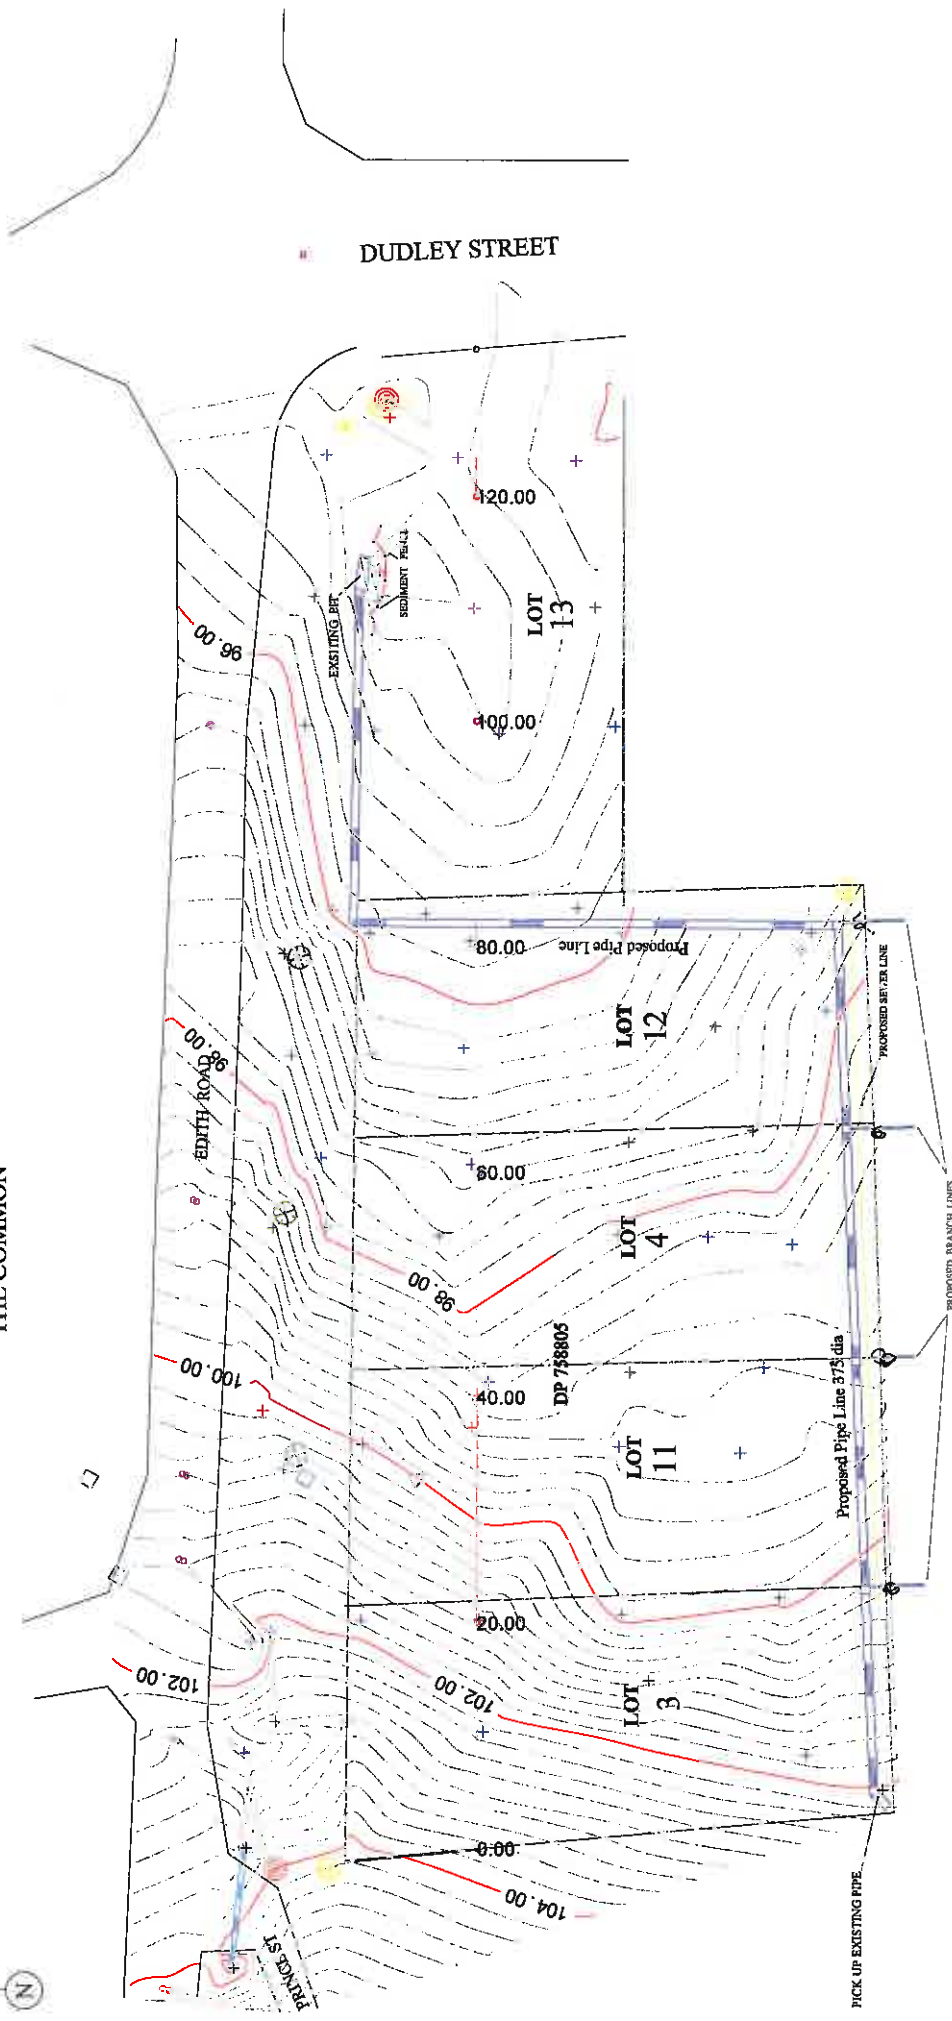 DUDLEY STREET
120.00
EXSITING PIT
SEDIMENT FENCE
LOT
13
96.00
100.00
80.00
Proposed Pipe Line
LOT
12
PROPOSED SEWER LINE
98.00
EDITH ROAD
THE COMMON
60.00
LOT
4
98.00
PROPOSED BRANCH LINES
DP 758805
100.00
40.00
LOT
11
Proposed Pipe Line 375 dia
20.00
102.00
102.00
LOT
3
0.00
104.00
PRINCE ST
PICK UP EXISTING PIPE
N